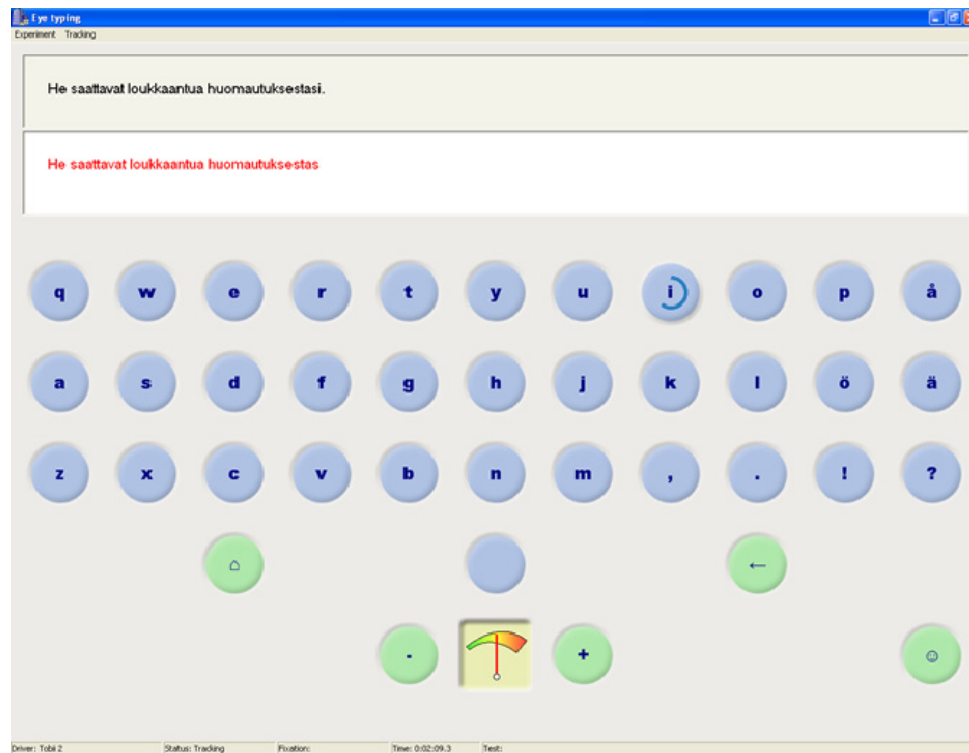 Eye typing
Experiment Tracking
He saattavat loukkaantua huomautuksestasi.
He saattavat loukkaantua huomautuksestas
q w e r t y u i o p å
a s d f g h j k l ö ä
z x c v b n m , . ! ?
←
- +
☺
Driver: Tobii 2 Status: Tracking Fixation: Time: 0:02:09.3 Test: